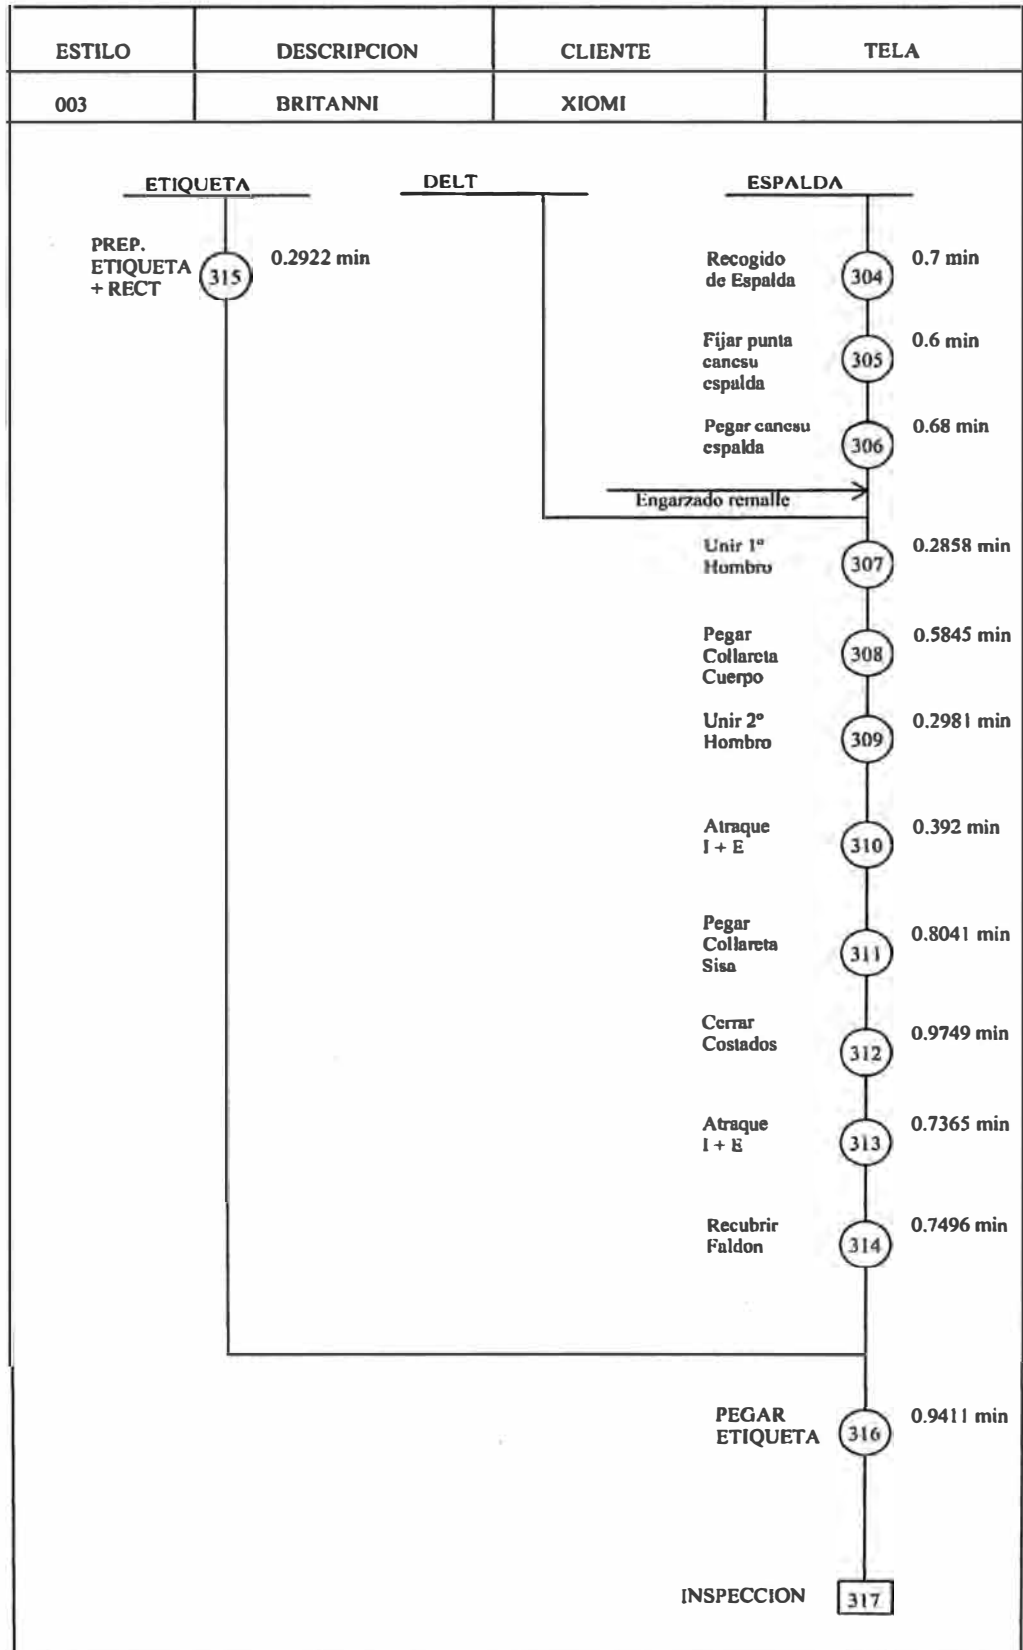 ESTILO DESCRIPCION CLIENTE TELA
003 BRITANNI XIOMI
ETIQUETA DELT ESPALDA
PREP.
ETIQUETA
+ RECT
315
0.2922 min
Recogido
de Espalda
304
0.7 min
Fijar punta
canesu
espalda
305
0.6 min
Pegar canesu
espalda
306
0.68 min
Engarzado remalle
Unir 1º
Hombro
307
0.2858 min
Pegar
Collareta
Cuerpo
308
0.5845 min
Unir 2º
Hombro
309
0.2981 min
Atraque
I + E
310
0.392 min
Pegar
Collareta
Sisa
311
0.8041 min
Cerrar
Costados
312
0.9749 min
Atraque
I + E
313
0.7365 min
Recubrir
Faldon
314
0.7496 min
PEGAR
ETIQUETA
316
0.9411 min
INSPECCION 317